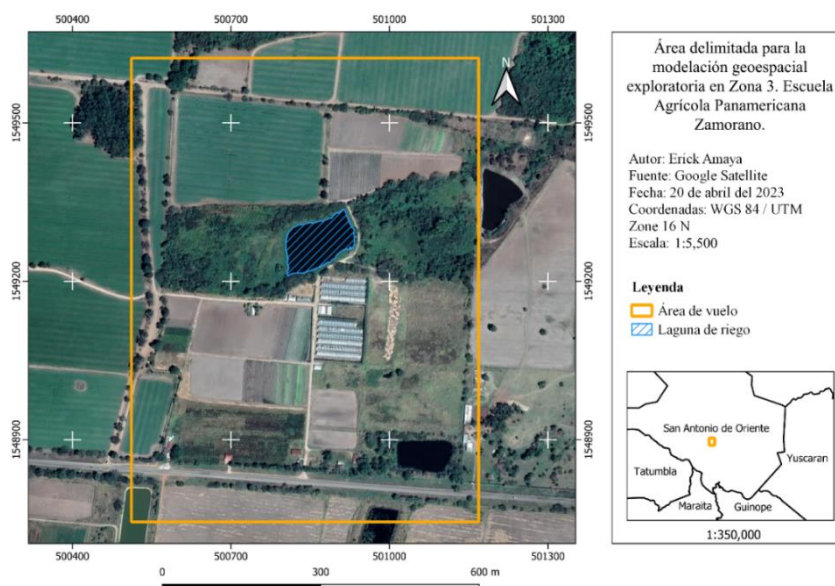 500400 500700 501000 501300
N
1549500 1549500
1549200 1549200
1548900 1548900
500400 500700 501000 501300
0 300 600 m
Área delimitada para la
modelación geoespacial
exploratoria en Zona 3. Escuela
Agrícola Panamericana
Zamorano.
Autor: Erick Amaya
Fuente: Google Satellite
Fecha: 20 de abril del 2023
Coordenadas: WGS 84 / UTM
Zone 16 N
Escala: 1:5,500
Leyenda
Área de vuelo
Laguna de riego
San Antonio de Oriente
Yuscaran
Tatumbla
Maraita Guinope
1:350,000